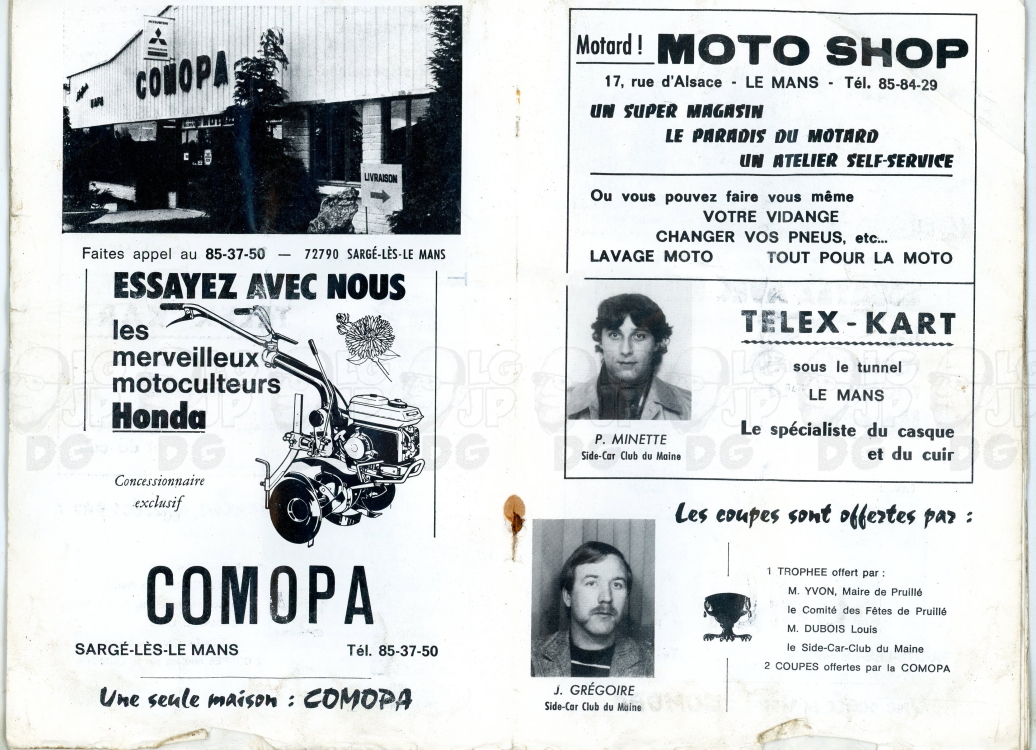 MITSUBISHI
COMOPA
LIVRAISON
Faites appel au 85-37-50 — 72790 SARGÉ-LÈS-LE MANS
ESSAYEZ AVEC NOUS
les
merveilleux
motoculteurs
Honda
Concessionnaire
exclusif
COMOPA
SARGÉ-LÈS-LE MANS Tél. 85-37-50
Une seule maison : COMOPA
Motard ! MOTO SHOP
17, rue d'Alsace - LE MANS - Tél. 85-84-29
UN SUPER MAGASIN
LE PARADIS DU MOTARD
UN ATELIER SELF-SERVICE
Ou vous pouvez faire vous même
VOTRE VIDANGE
CHANGER VOS PNEUS, etc...
LAVAGE MOTO TOUT POUR LA MOTO
P. MINETTE
Side-Car Club du Maine
TELEX - KART
sous le tunnel
LE MANS
Le spécialiste du casque
et du cuir
J. GRÉGOIRE
Side-Car Club du Maine
Les coupes sont offertes par :
1 TROPHEE offert par :
M. YVON, Maire de Pruillé
le Comité des Fêtes de Pruillé
M. DUBOIS Louis
le Side-Car-Club du Maine
2 COUPES offertes par la COMOPA
LG
JP
DG